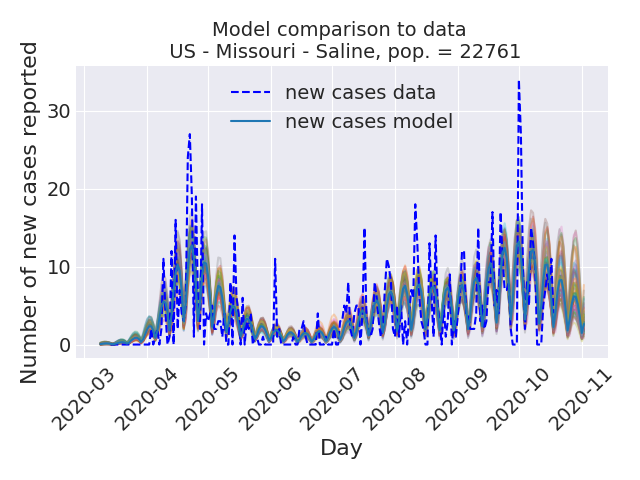 Model comparison to data
US - Missouri - Saline, pop. = 22761
Number of new cases reported
30
20
10
0
new cases data
new cases model
2020-03
2020-04
2020-05
2020-06
2020-07
2020-08
2020-09
2020-10
2020-11
Day